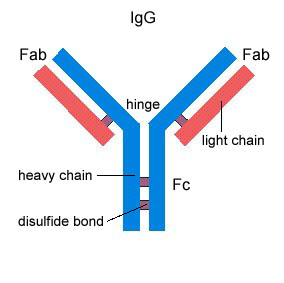 IgG
Fab
Fab
hinge
light chain
heavy chain
Fc
disulfide bond